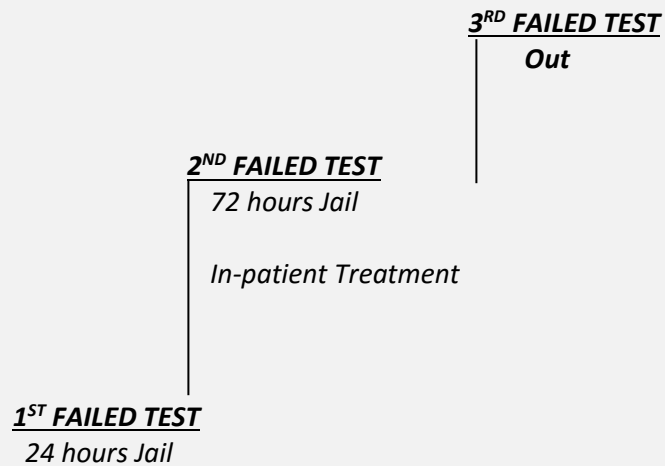 3RD FAILED TEST
Out
2ND FAILED TEST
72 hours Jail
In-patient Treatment
1ST FAILED TEST
24 hours Jail